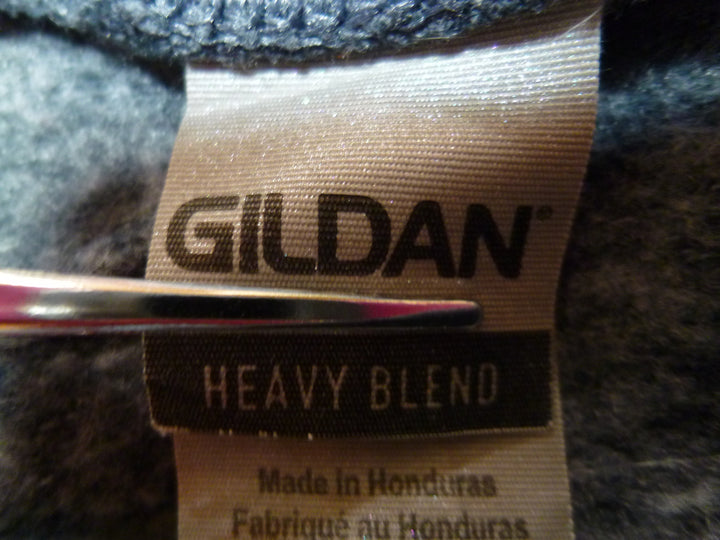 GILDAN®
HEAVY BLEND
Made in Honduras
Fabriqué au Honduras